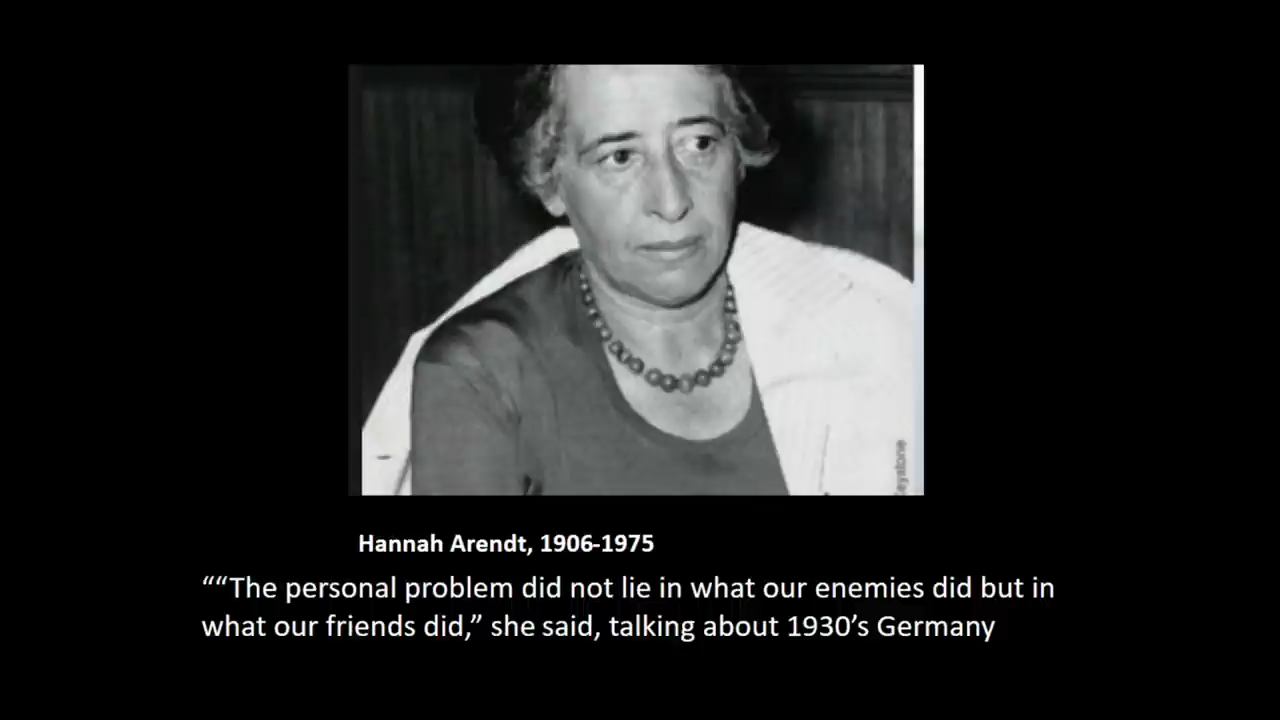 eystone
Hannah Arendt, 1906-1975
““The personal problem did not lie in what our enemies did but in
what our friends did,” she said, talking about 1930’s Germany